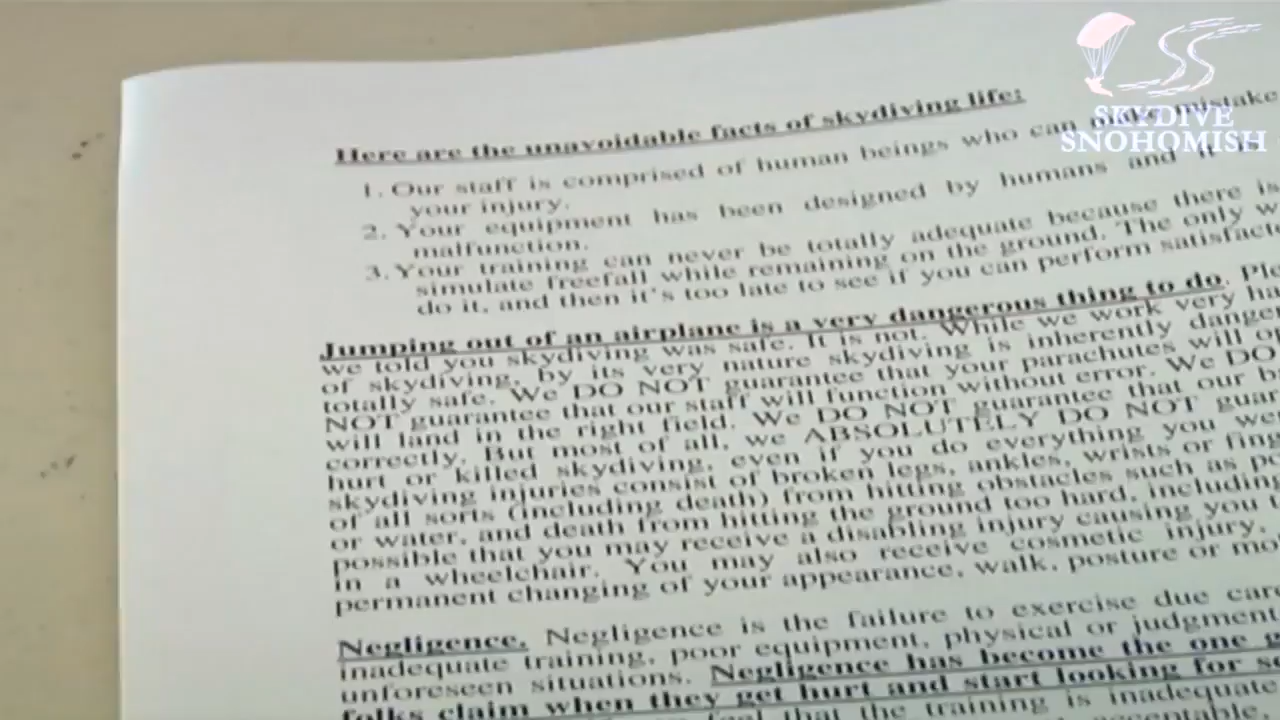 SKYDIVE
SNOHOMISH
Here are the unavoidable facts of skydiving life:
1. Our staff is comprised of human beings who can make mistake
your injury.
2. Your equipment has been designed by humans and it
malfunction.
3. Your training can never be totally adequate because there is
simulate freefall while remaining on the ground. The only
do it, and then it's too late to see if you can perform
Jumping out of an airplane is a very dangerous thing to do.
we told you skydiving was safe. It is not. While we work very
of skydiving, by its very nature skydiving is inherently
totally safe. We DO NOT guarantee that your parachutes will
NOT guarantee that our staff will function without error. We DO
will land in the right field. We DO NOT guarantee that our
correctly. But most of all, we ABSOLUTELY DO NOT
hurt or killed skydiving, even if you do everything you
skydiving injuries consist of broken legs, ankles, wrists or
of all sorts (including death) from hitting obstacles such as
or water, and death from hitting the ground too hard, including
possible that you may receive a disabling injury causing you
in a wheelchair. You may also receive cosmetic injury,
permanent changing of your appearance, walk, posture or
Negligence. Negligence is the failure to exercise due
inadequate training, poor equipment, physical or judgment
unforeseen situations. Negligence has become the one
folks claim when they get hurt and start looking for
feel that the training is inadequate